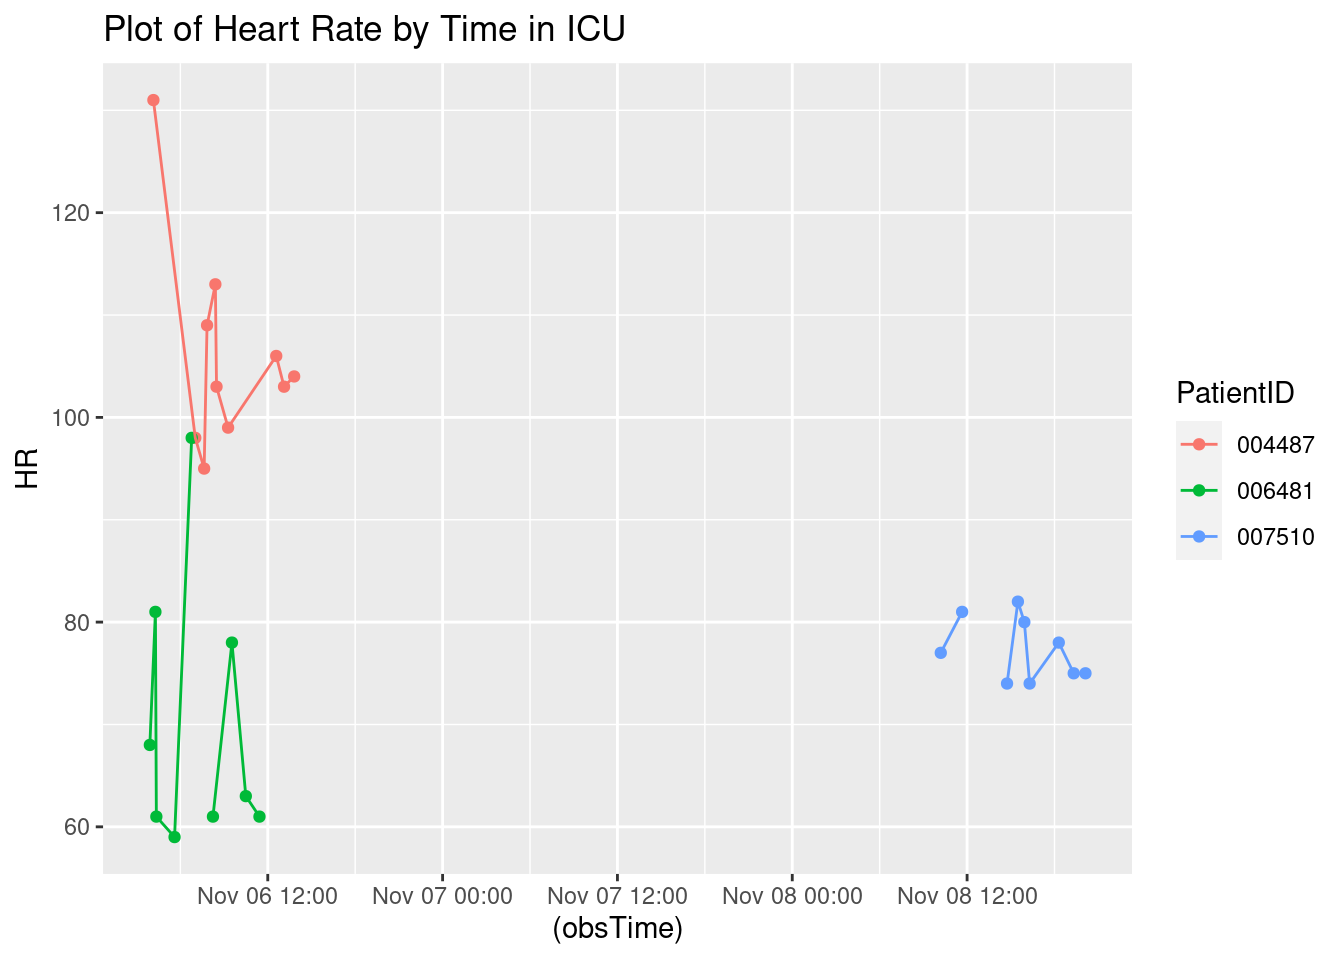 Plot of Heart Rate by Time in ICU
120
100
80
60
HR
Nov 06 12:00 Nov 07 00:00 Nov 07 12:00 Nov 08 00:00 Nov 08 12:00
(obsTime)
PatientID
004487
006481
007510